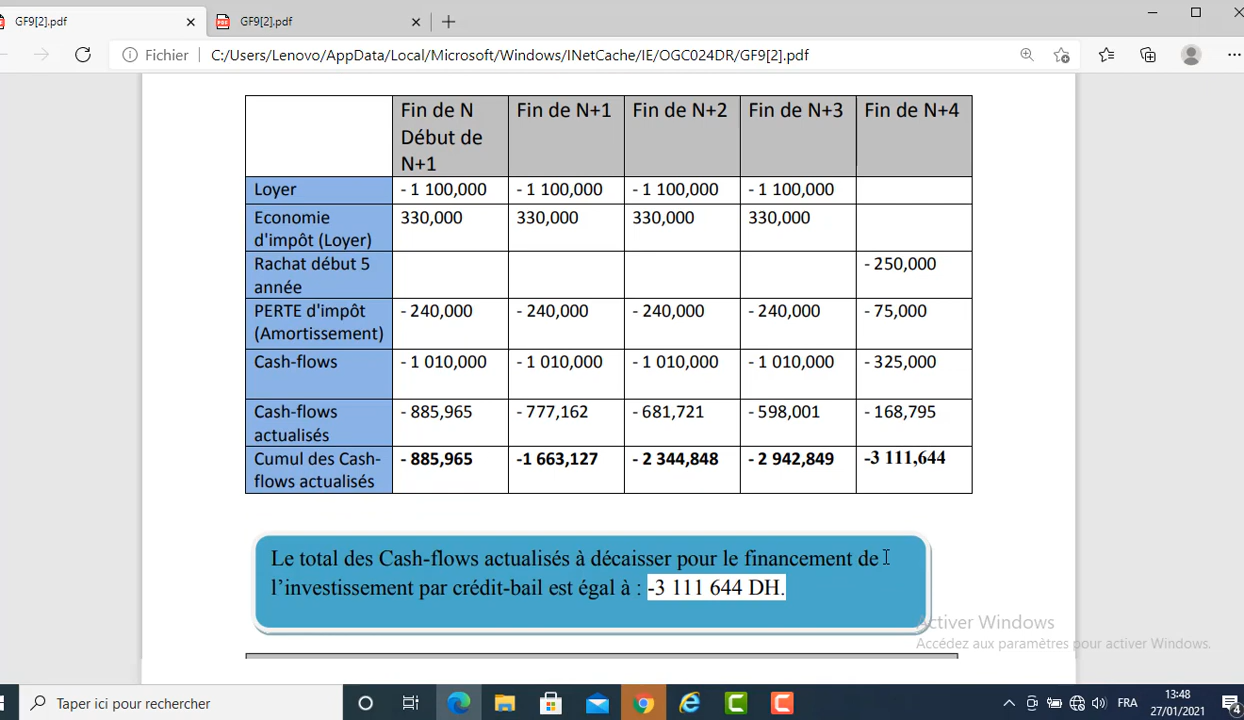 GF9[2].pdf
GF9[2].pdf
Fichier
C:/Users/Lenovo/AppData/Local/Microsoft/Windows/INetCache/IE/OGC024DR/GF9[2].pdf
Fin de N Début de N+1 Fin de N+1 Fin de N+2 Fin de N+3 Fin de N+4
Loyer - 1 100,000 - 1 100,000 - 1 100,000 - 1 100,000
Economie d'impôt (Loyer) 330,000 330,000 330,000 330,000
Rachat début 5 année - 250,000
PERTE d'impôt (Amortissement) - 240,000 - 240,000 - 240,000 - 240,000 - 75,000
Cash-flows - 1 010,000 - 1 010,000 - 1 010,000 - 1 010,000 - 325,000
Cash-flows actualisés - 885,965 - 777,162 - 681,721 - 598,001 - 168,795
Cumul des Cash-flows actualisés - 885,965 -1 663,127 - 2 344,848 - 2 942,849 -3 111,644
Le total des Cash-flows actualisés à décaisser pour le financement de
l’investissement par crédit-bail est égal à : -3 111 644 DH.
Activer Windows
Accédez aux paramètres pour activer Windows.
Taper ici pour rechercher
FRA
13:48
27/01/2021
4